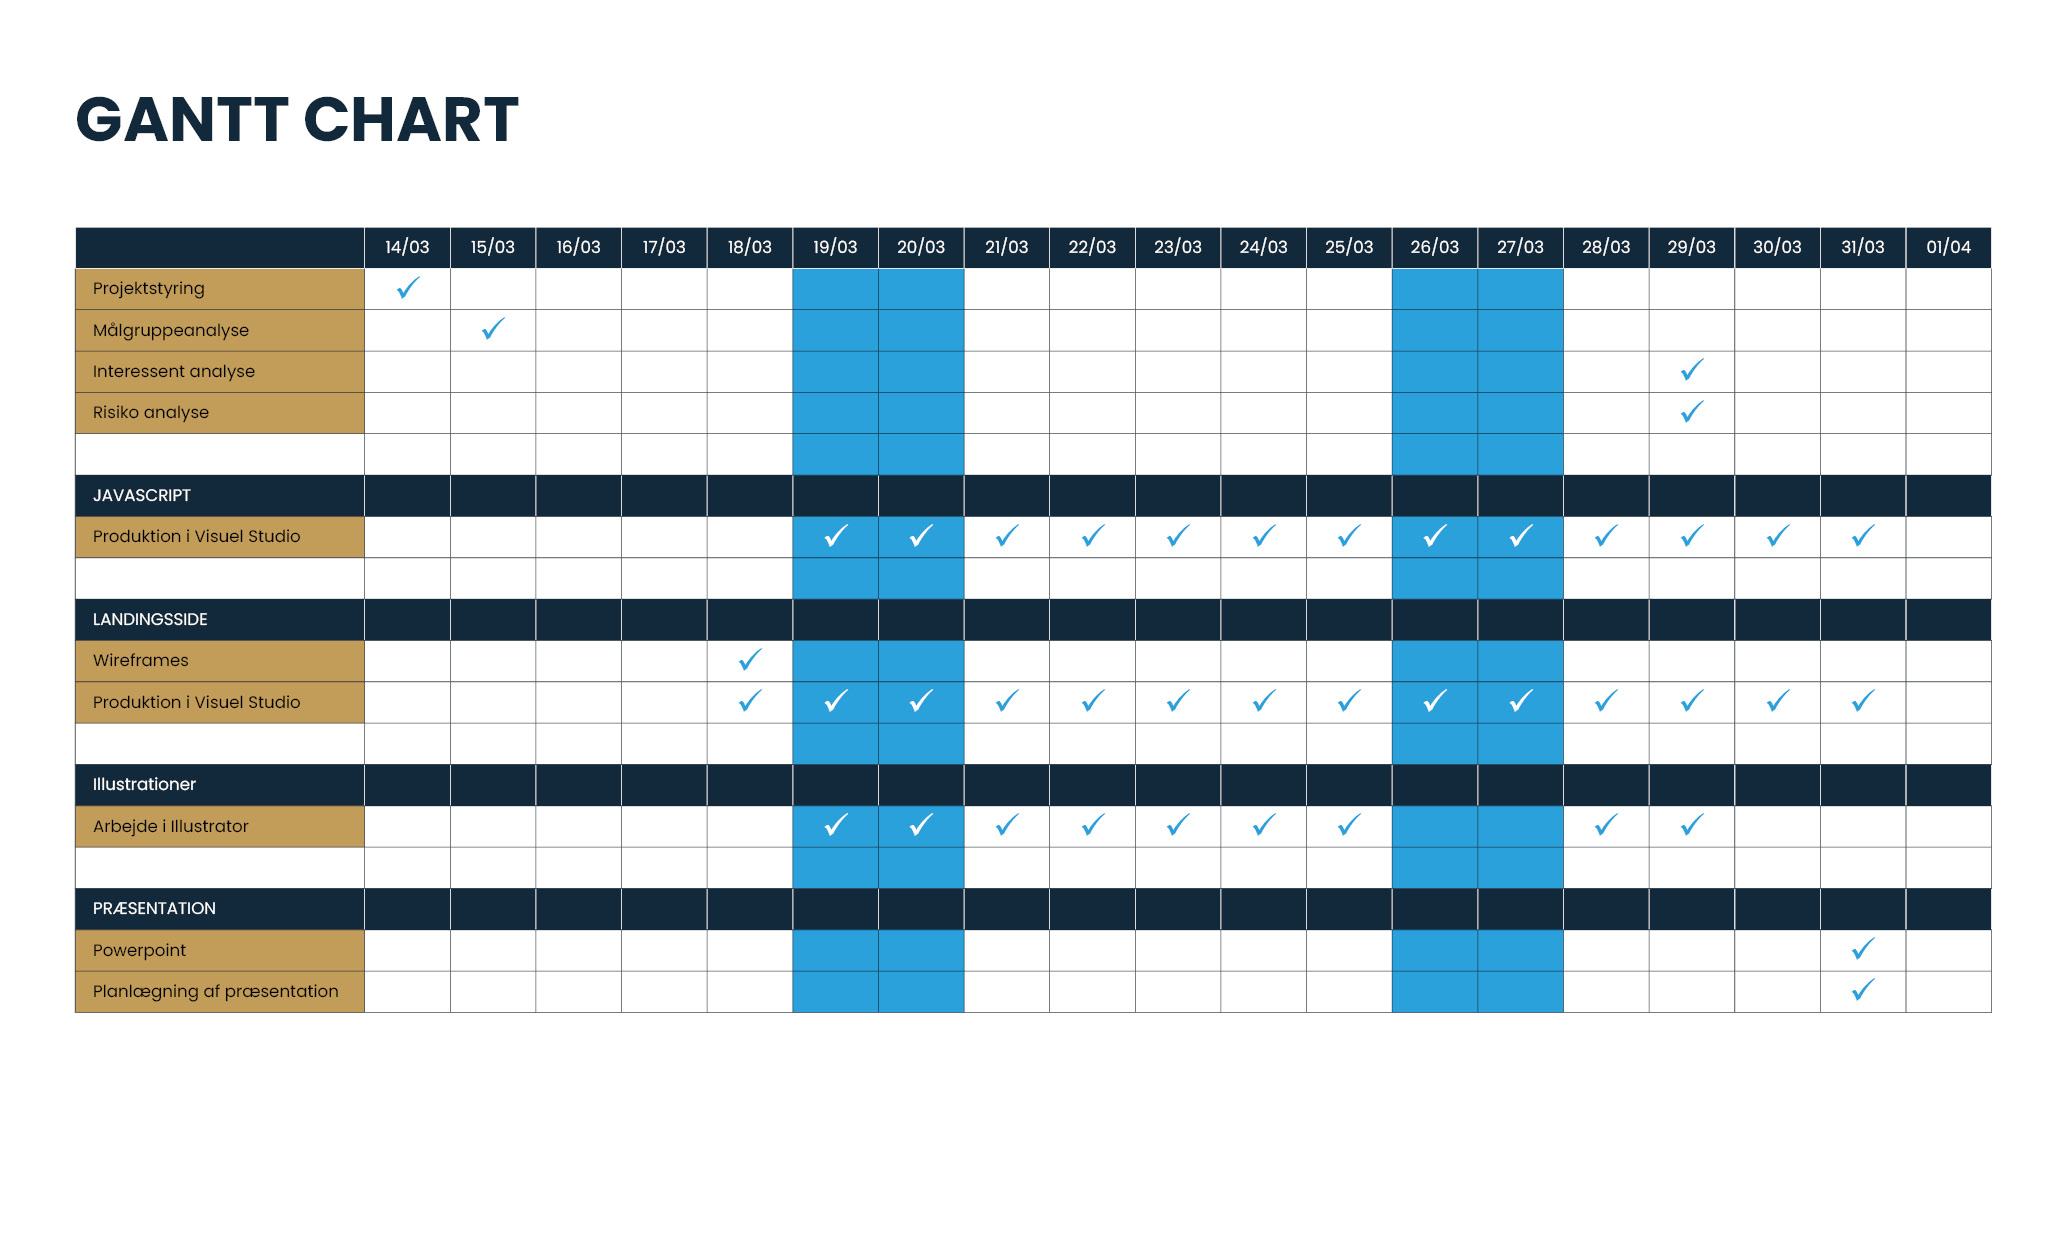 GANTT CHART
14/03 15/03 16/03 17/03 18/03 19/03 20/03 21/03 22/03 23/03 24/03 25/03 26/03 27/03 28/03 29/03 30/03 31/03 01/04
Projektstyring ✓
Målgruppeanalyse ✓
Interessent analyse ✓
Risiko analyse ✓
JAVASCRIPT
Produktion i Visuel Studio ✓ ✓ ✓ ✓ ✓ ✓ ✓ ✓ ✓ ✓ ✓ ✓ ✓
LANDINGSSIDE
Wireframes ✓
Produktion i Visuel Studio ✓ ✓ ✓ ✓ ✓ ✓ ✓ ✓ ✓ ✓ ✓ ✓ ✓ ✓
Illustrationer
Arbejde i Illustrator ✓ ✓ ✓ ✓ ✓ ✓ ✓ ✓ ✓
PRÆSENTATION
Powerpoint ✓
Planlægning af præsentation ✓